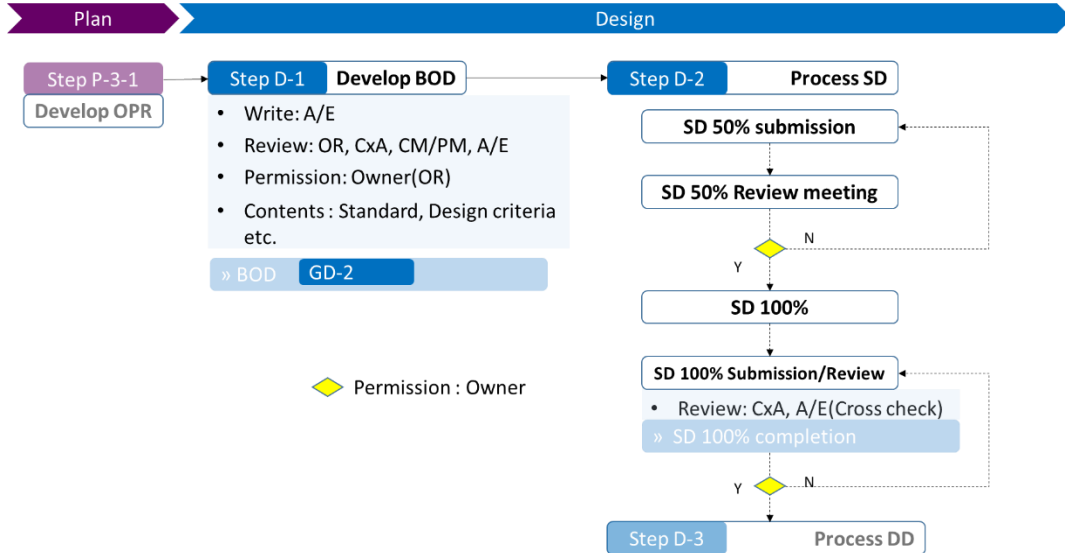 Plan
Design
Step P-3-1
Develop OPR
Step D-1
Develop BOD
• Write: A/E
• Review: OR, CxA, CM/PM, A/E
• Permission: Owner(OR)
• Contents : Standard, Design criteria
etc.
» BOD
GD-2
Permission : Owner
Step D-2
Process SD
SD 50% submission
SD 50% Review meeting
N
Y
SD 100%
SD 100% Submission/Review
• Review: CxA, A/E(Cross check)
» SD 100% completion
Y
N
Step D-3
Process DD